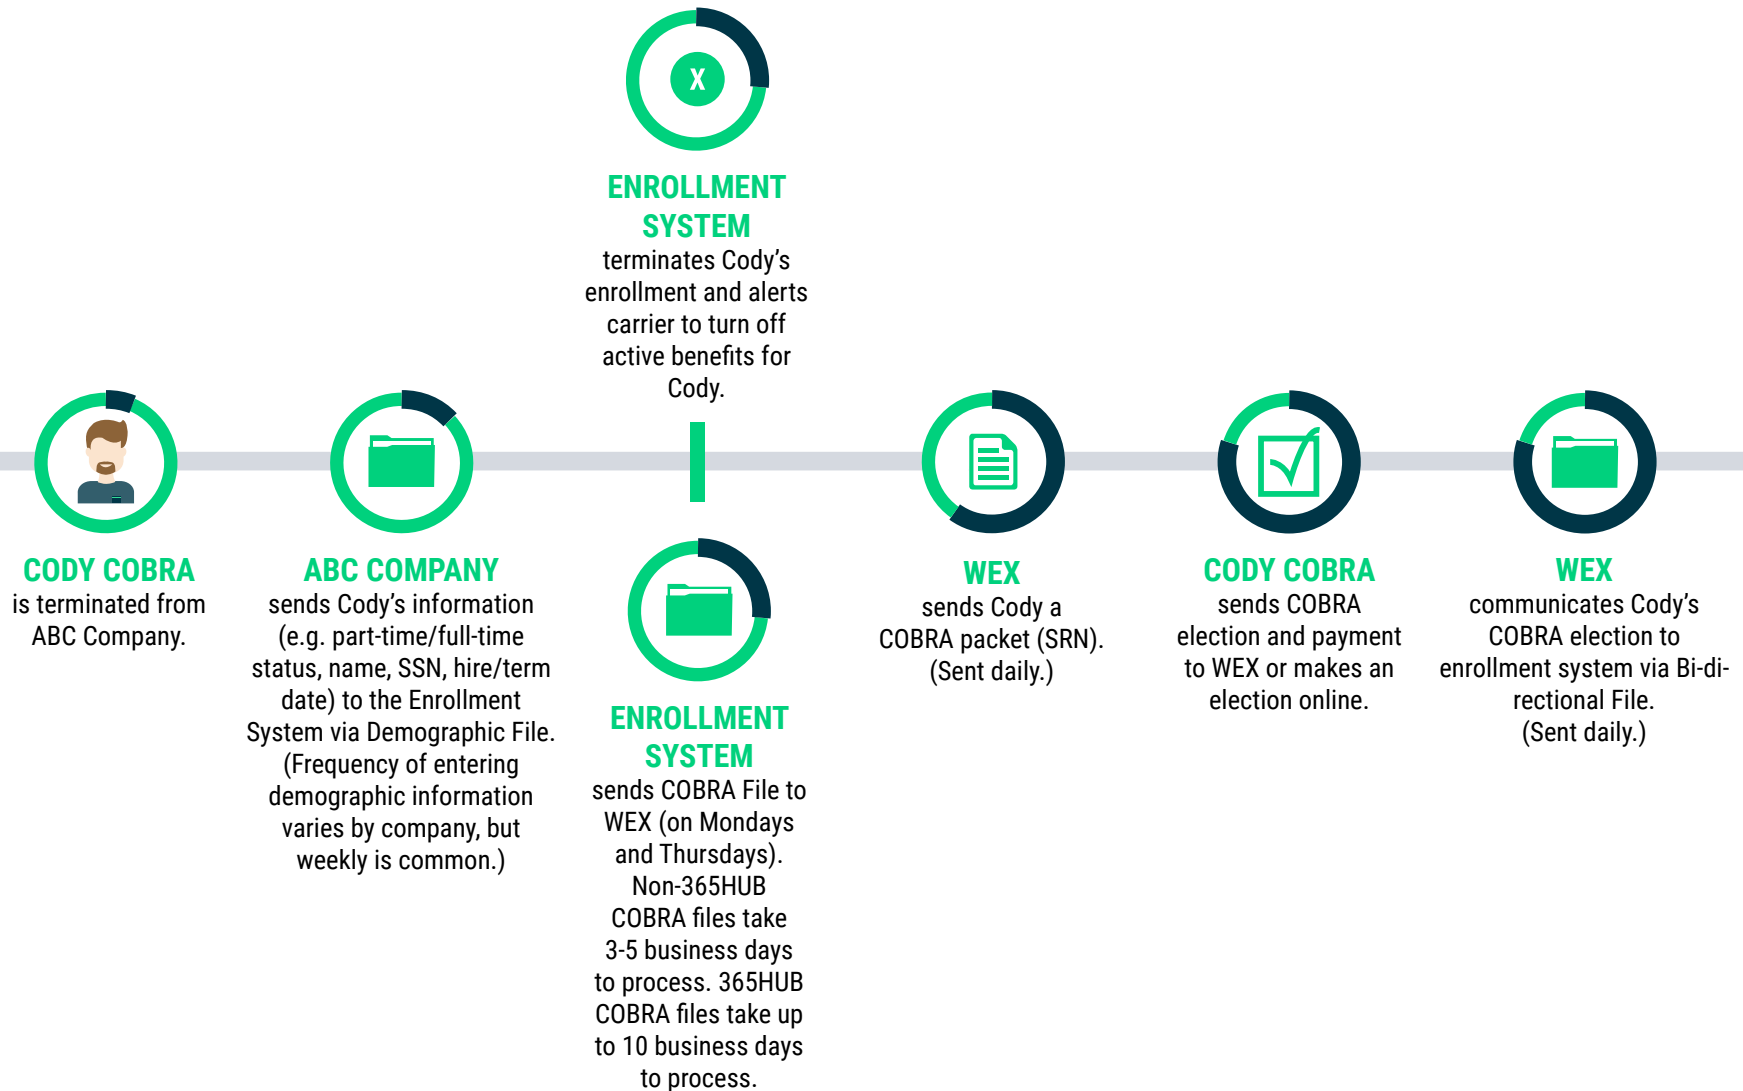 CODY COBRA
is terminated from
ABC Company.
ABC COMPANY
sends Cody's information
(e.g. part-time/full-time
status, name, SSN, hire/term
date) to the Enrollment
System via Demographic File.
(Frequency of entering
demographic information
varies by company, but
weekly is common.)
X
ENROLLMENT
SYSTEM
terminates Cody's
enrollment and alerts
carrier to turn off
active benefits for
Cody.
ENROLLMENT
SYSTEM
sends COBRA File to
WEX (on Mondays
and Thursdays).
Non-365HUB
COBRA files take
3-5 business days
to process. 365HUB
COBRA files take up
to 10 business days
to process.
WEX
sends Cody a
COBRA packet (SRN).
(Sent daily.)
CODY COBRA
sends COBRA
election and payment
to WEX or makes an
election online.
WEX
communicates Cody's
COBRA election to
enrollment system via Bi-di-
rectional File.
(Sent daily.)